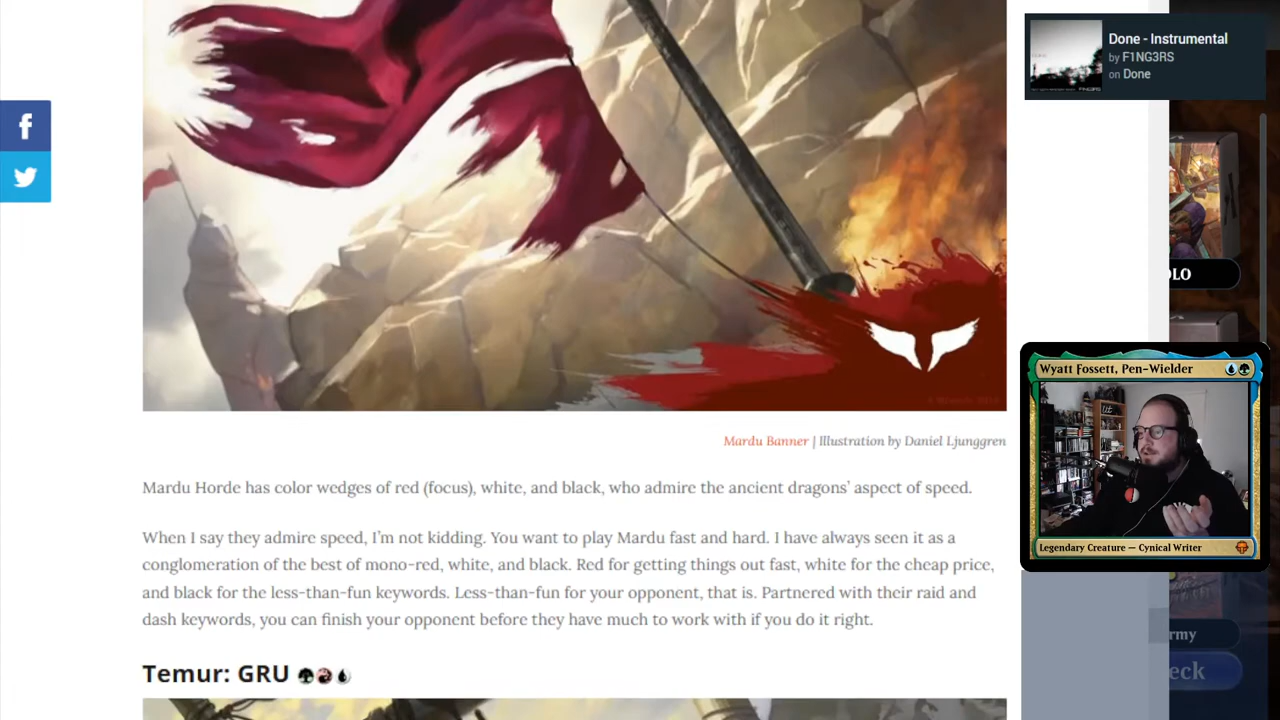 Done - Instrumental
by F1NG3RS
on Done
OLO
Wyatt Fossett, Pen-Wielder
Legendary Creature — Cynical Writer
Mardu Banner | Illustration by Daniel Ljunggren
Mardu Horde has color wedges of red (focus), white, and black, who admire the ancient dragons' aspect of speed.
When I say they admire speed, I'm not kidding. You want to play Mardu fast and hard. I have always seen it as a
conglomeration of the best of mono-red, white, and black. Red for getting things out fast, white for the cheap price,
and black for the less-than-fun keywords. Less-than-fun for your opponent, that is. Partnered with their raid and
dash keywords, you can finish your opponent before they have much to work with if you do it right.
rmy
eck
Temur: GRU